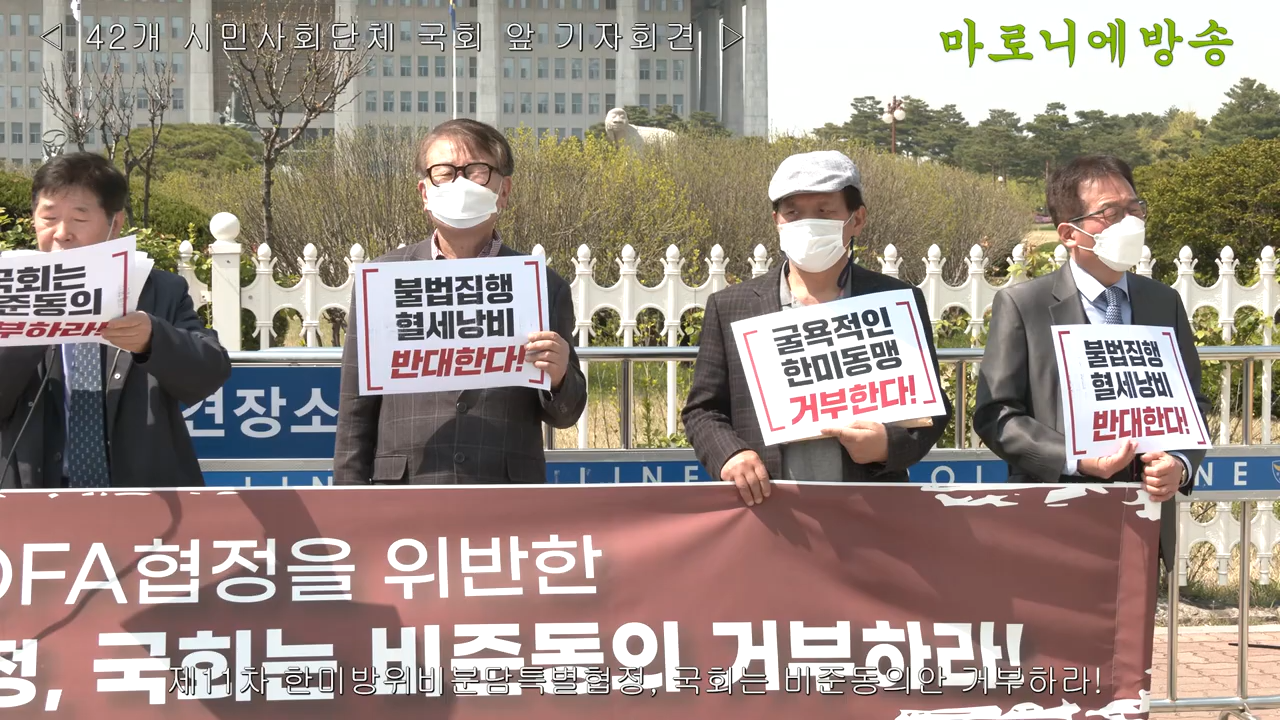 ◁ 42개 시민사회단체 국회 앞 기자회견 ▷
마로니에방송
국회는
준동의
부하라!
불법집행
혈세낭비
반대한다!
굴욕적인
한미동맹
거부한다!
불법집행
혈세낭비
반대한다!
견장소
LINE
OFA협정을 위반한
정, 국회는 비준동의 거부하라!
제11차 한미방위비분담특별협정, 국회는 비준동의안 거부하라!